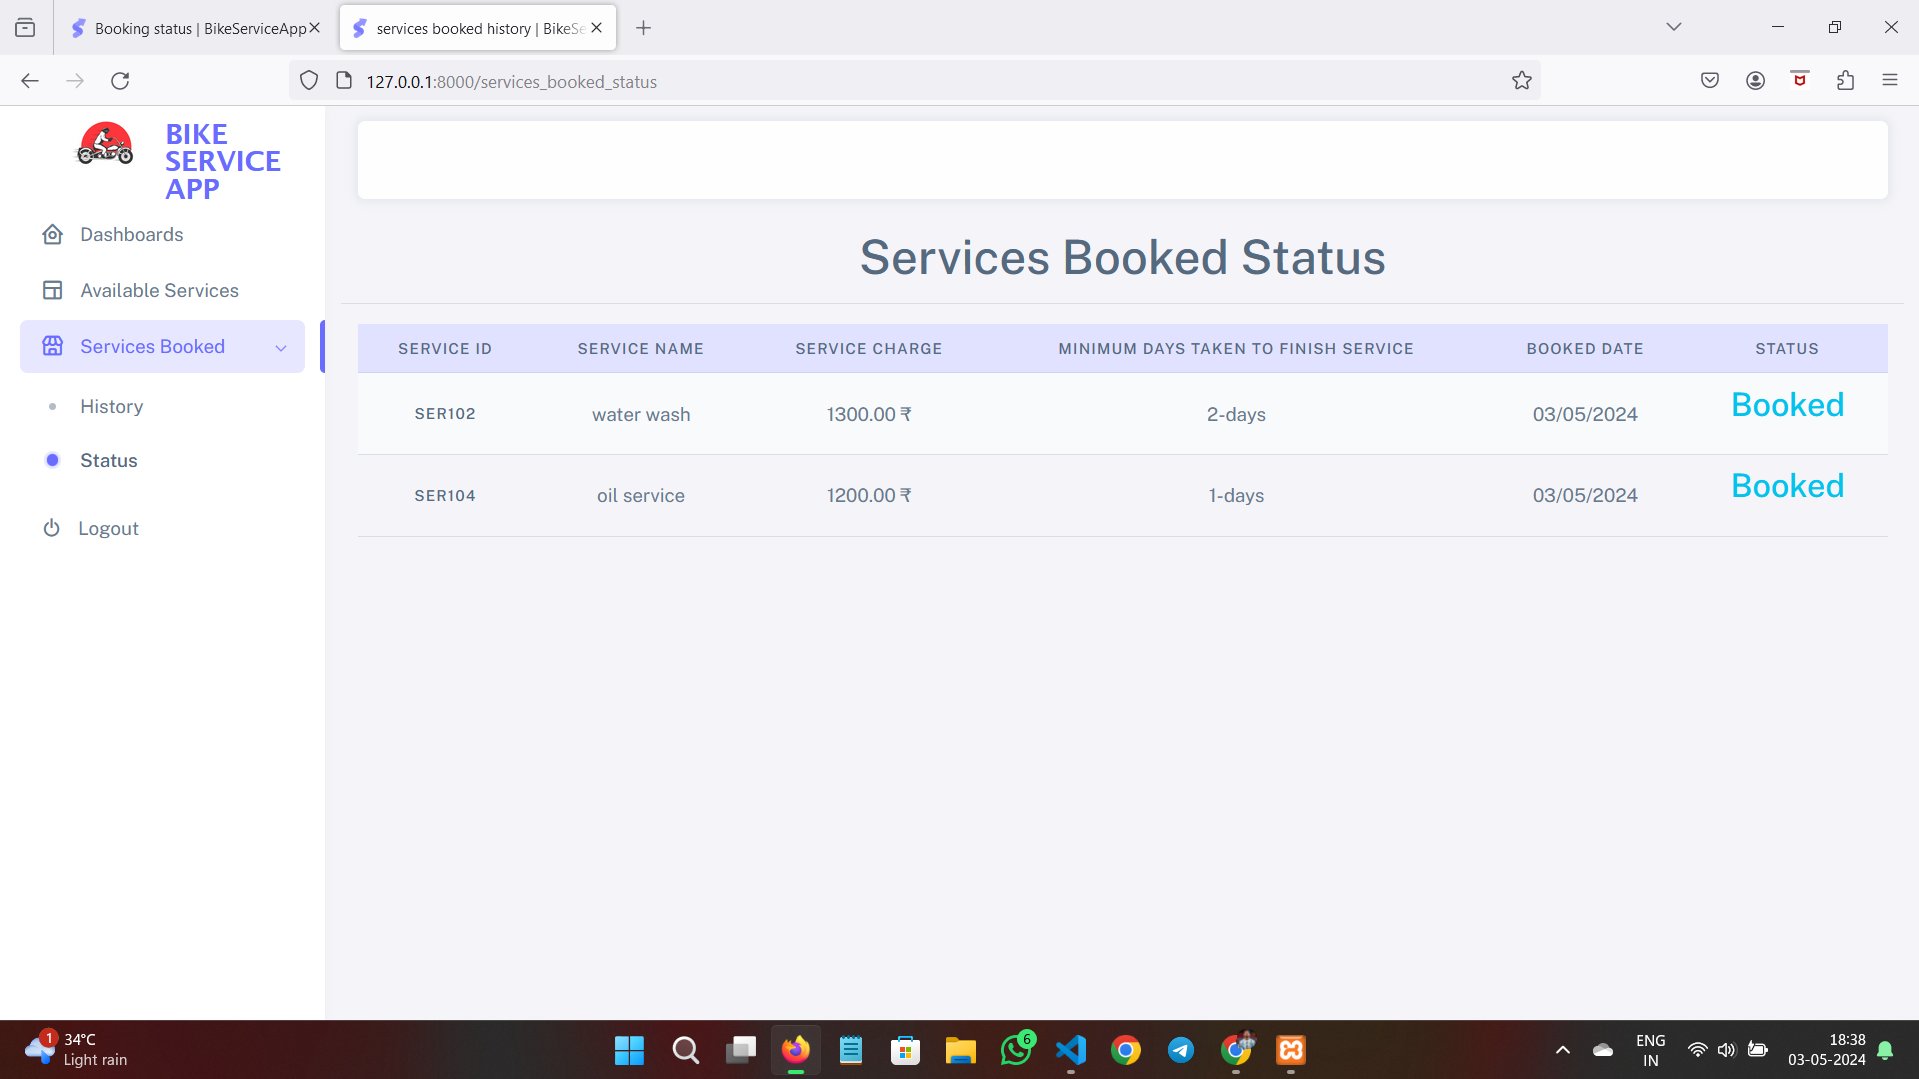 Booking status | BikeServiceApp
services booked history | BikeSe
127.0.0.1:8000/services_booked_status
BIKE
SERVICE
APP
Dashboards
Available Services
Services Booked
History
Status
Logout
Services Booked Status
SERVICE ID SERVICE NAME SERVICE CHARGE MINIMUM DAYS TAKEN TO FINISH SERVICE BOOKED DATE STATUS
SER102 water wash 1300.00 ₹ 2-days 03/05/2024 Booked
SER104 oil service 1200.00 ₹ 1-days 03/05/2024 Booked
1
34°C
Light rain
6
ENG
IN
18:38
03-05-2024